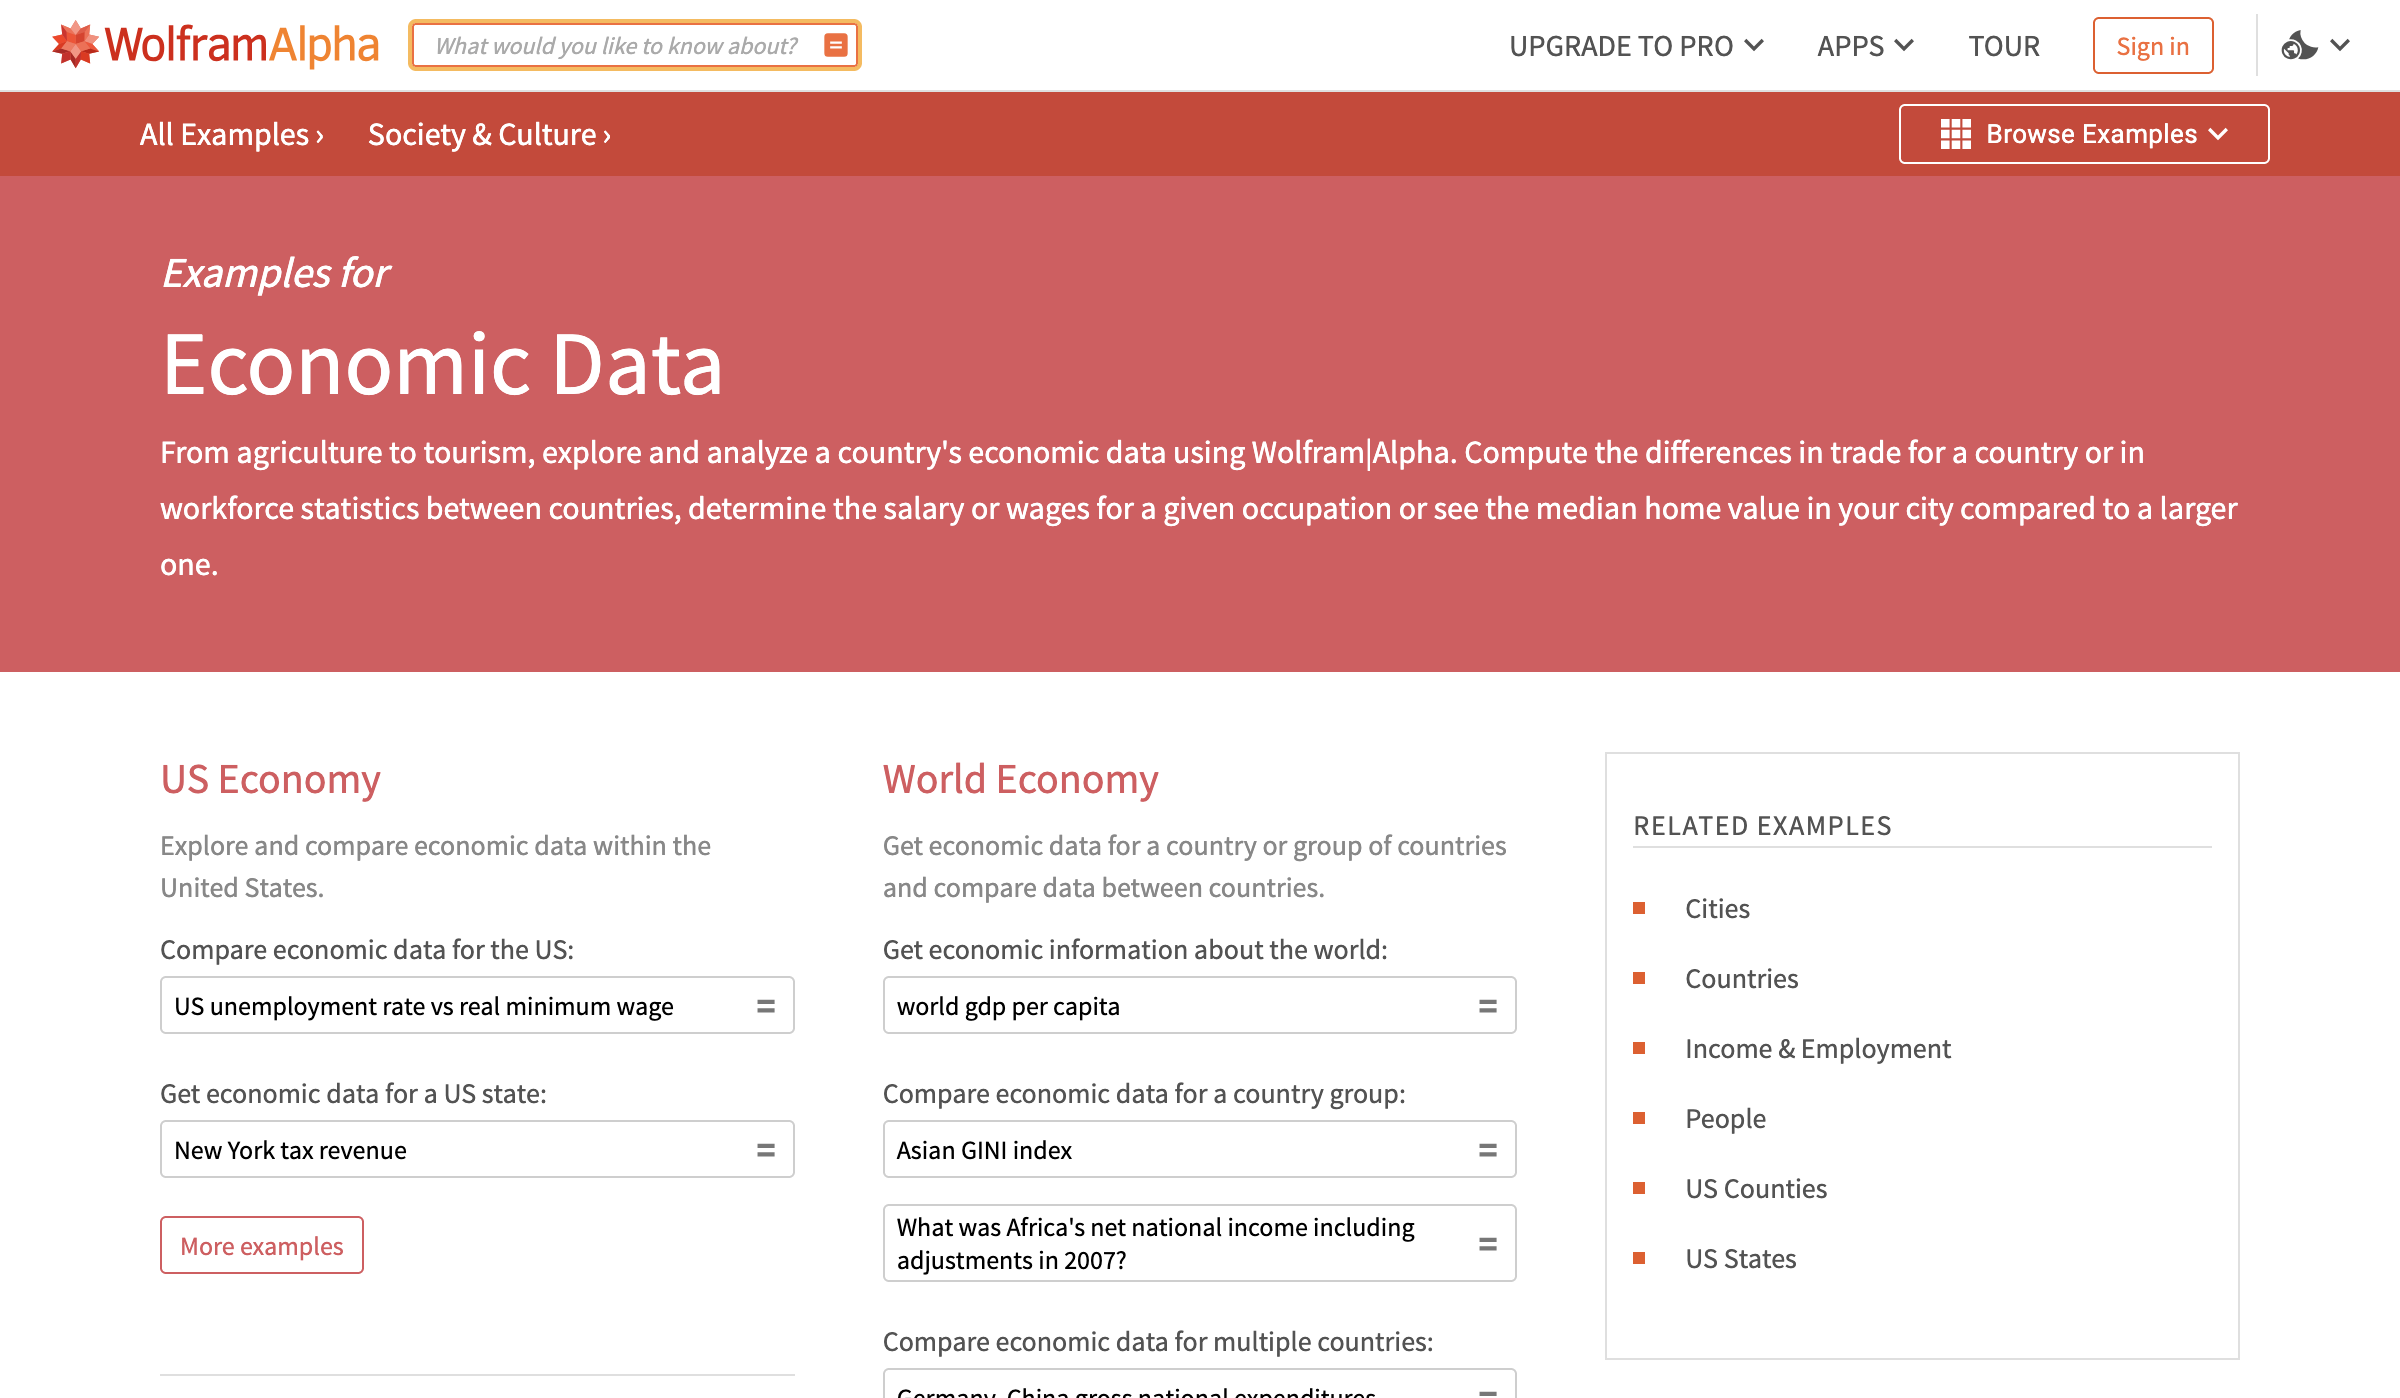 WolframAlpha
What would you like to know about?
UPGRADE TO PRO
APPS
TOUR
Sign in
All Examples ›
Society & Culture ›
Browse Examples
Examples for
Economic Data
From agriculture to tourism, explore and analyze a country's economic data using Wolfram|Alpha. Compute the differences in trade for a country or in
workforce statistics between countries, determine the salary or wages for a given occupation or see the median home value in your city compared to a larger
one.
US Economy
Explore and compare economic data within the
United States.
Compare economic data for the US:
US unemployment rate vs real minimum wage
Get economic data for a US state:
New York tax revenue
More examples
World Economy
Get economic data for a country or group of countries
and compare data between countries.
Get economic information about the world:
world gdp per capita
Compare economic data for a country group:
Asian GINI index
What was Africa's net national income including
adjustments in 2007?
Compare economic data for multiple countries:
Germany, China gross national expenditures
RELATED EXAMPLES
Cities
Countries
Income & Employment
People
US Counties
US States